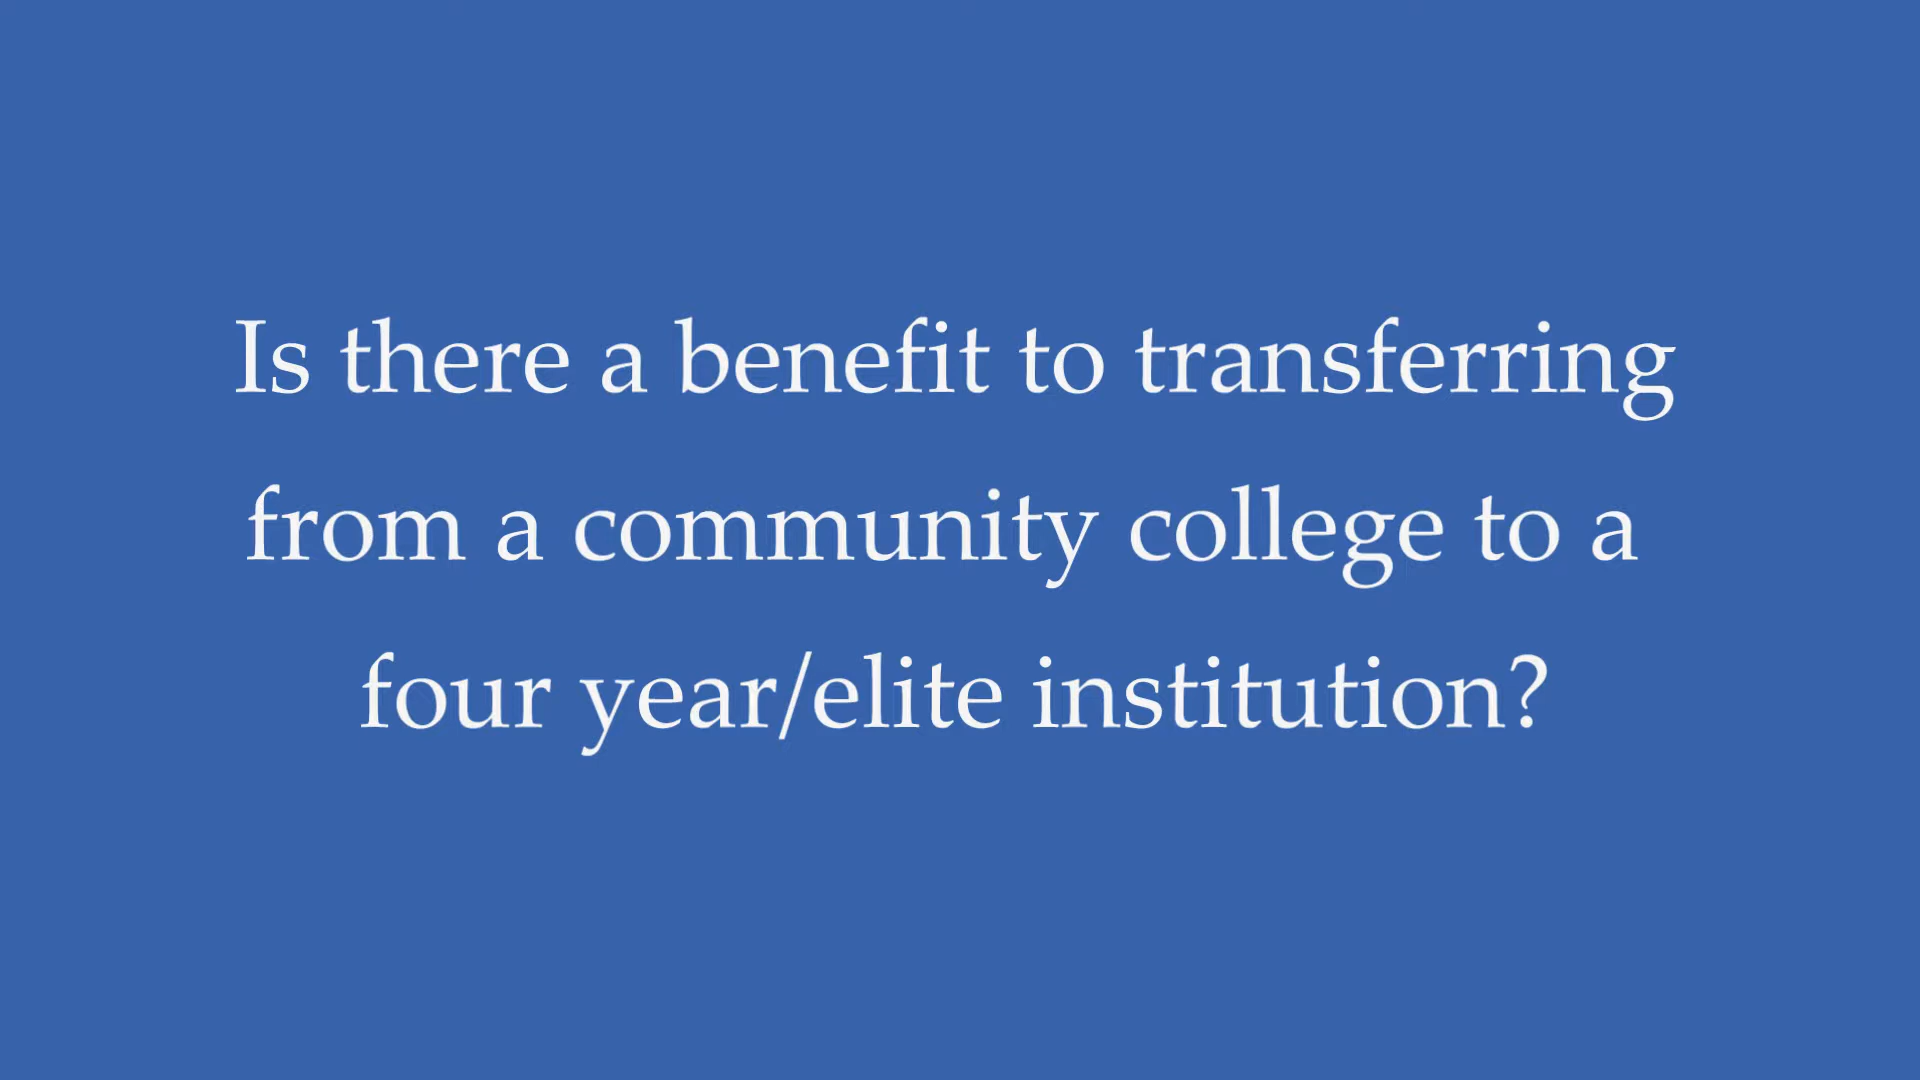 Is there a benefit to transferring
from a community college to a
four year/elite institution?